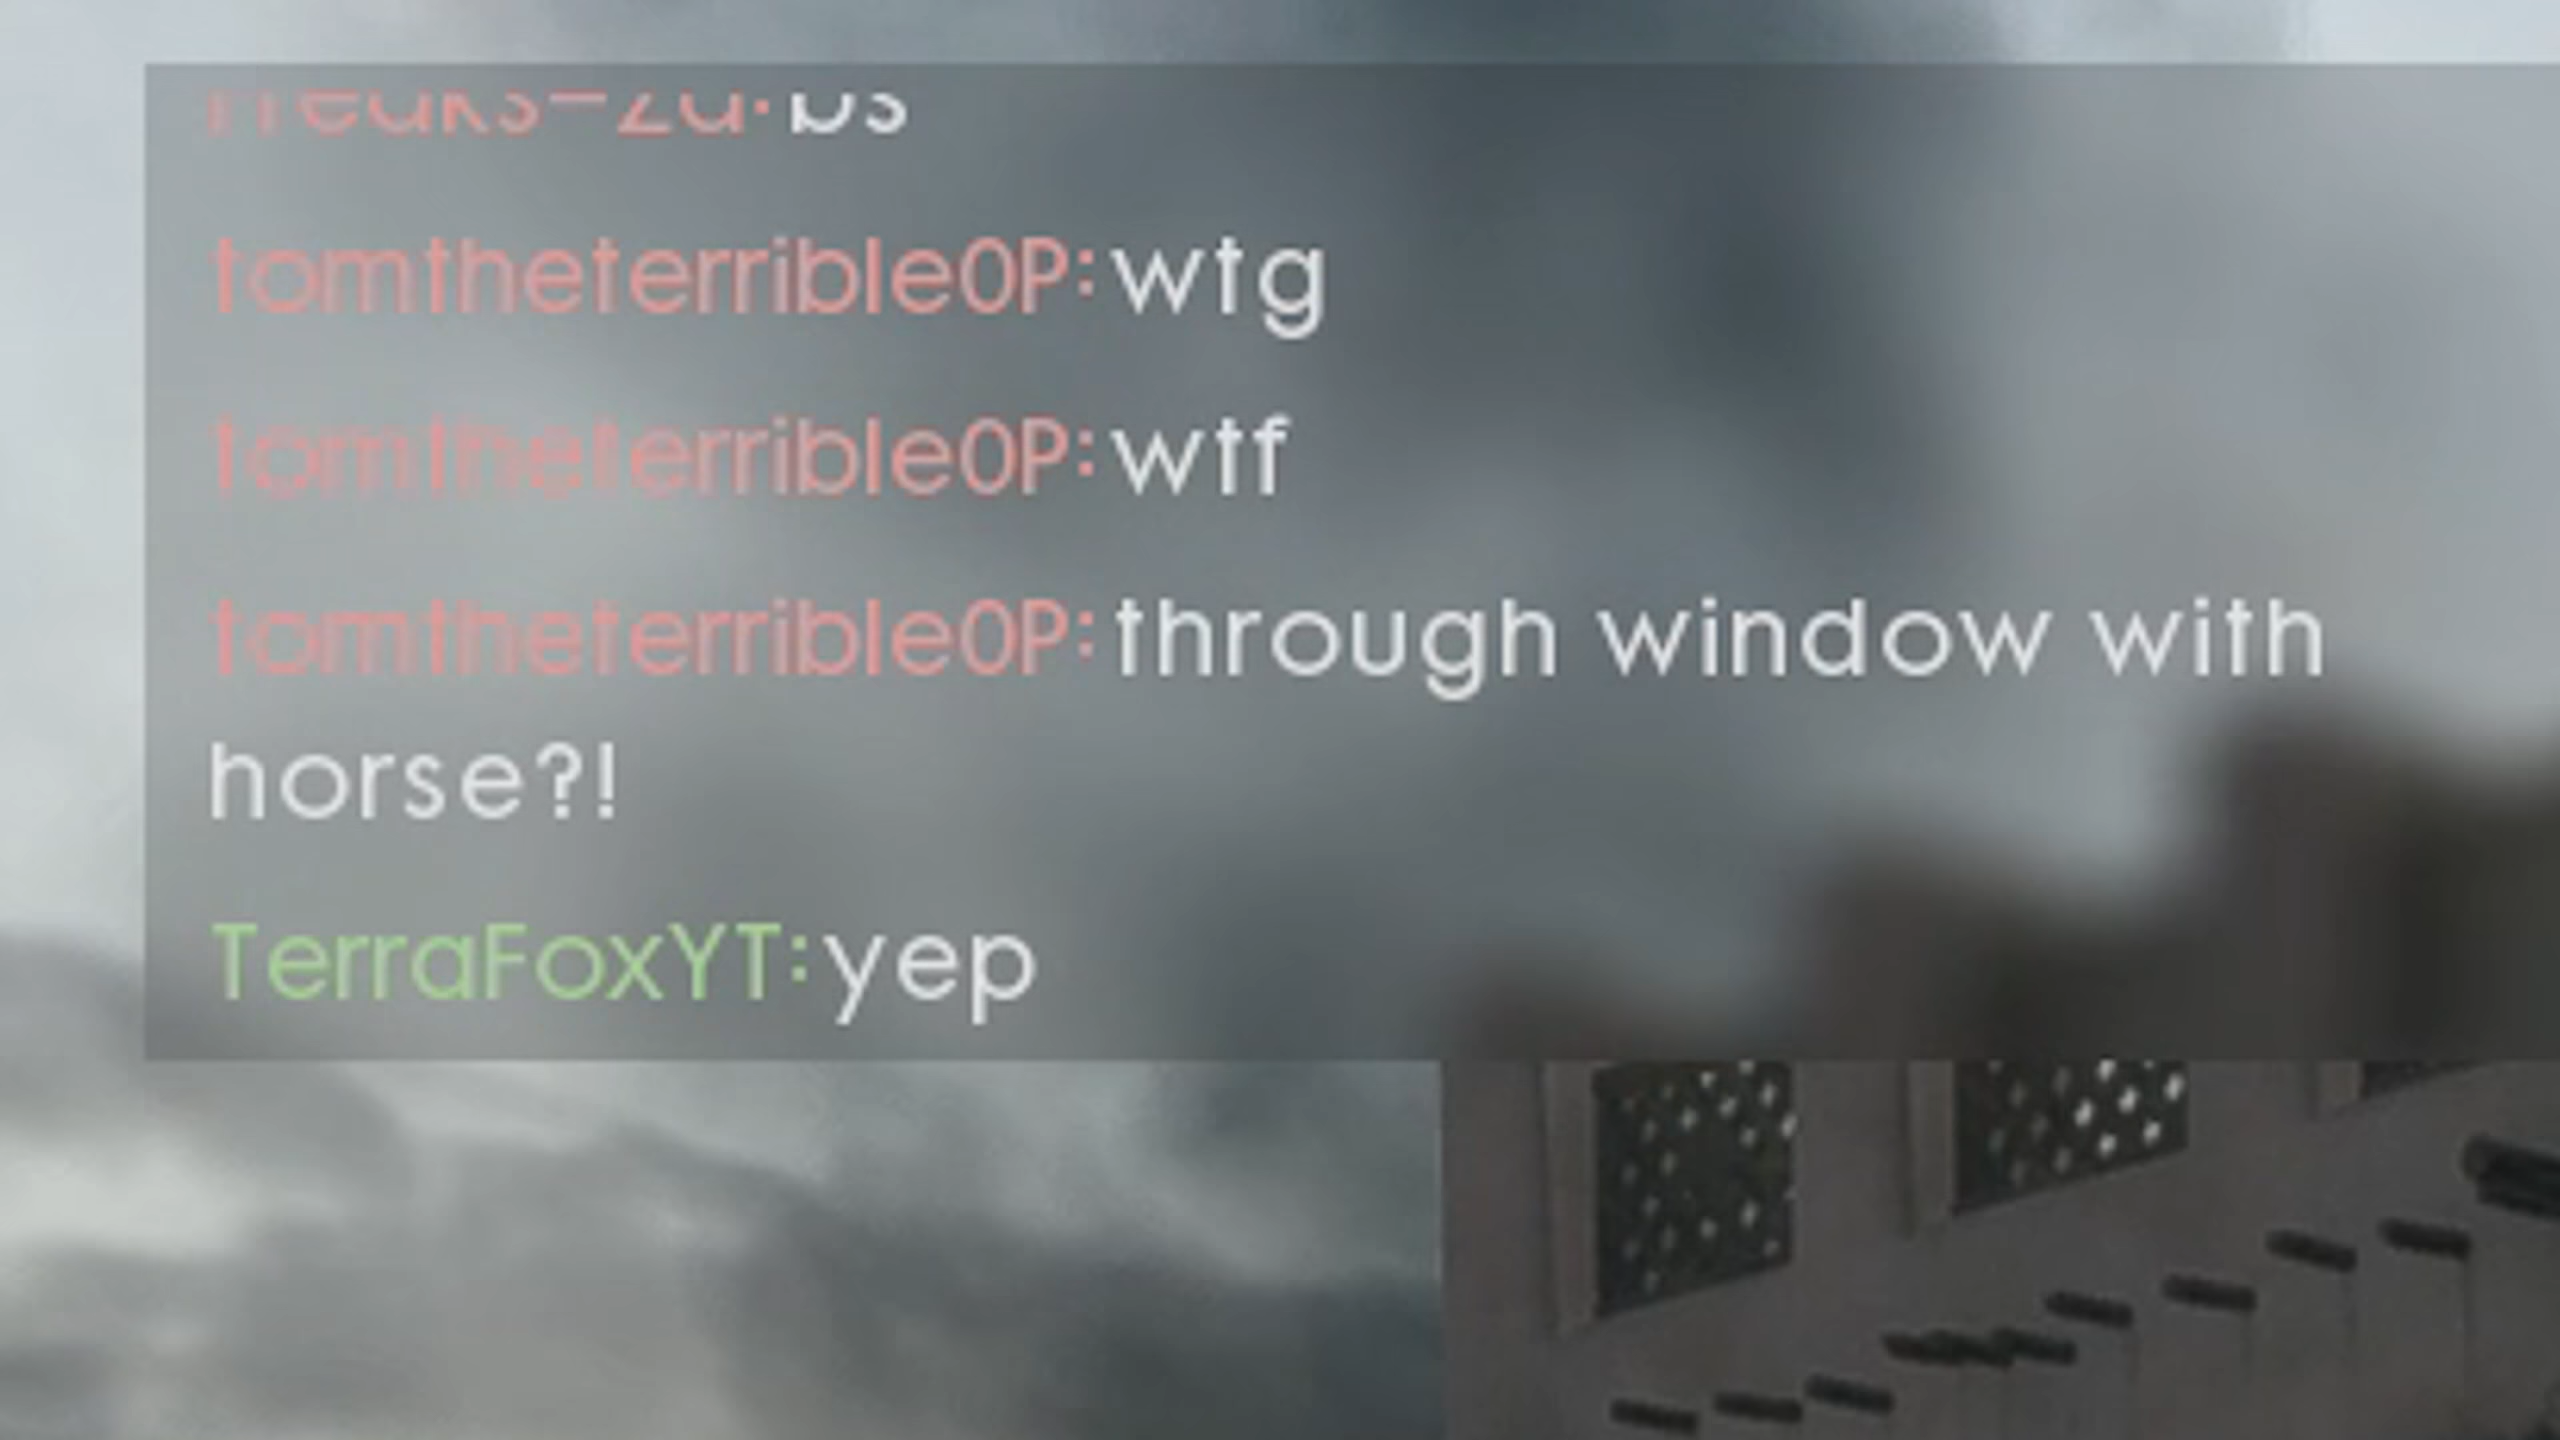 tomtheterrible0P: wtg
tomtheterrible0P: wtf
tomtheterrible0P: through window with
horse?!
TerraFoxYT: yep